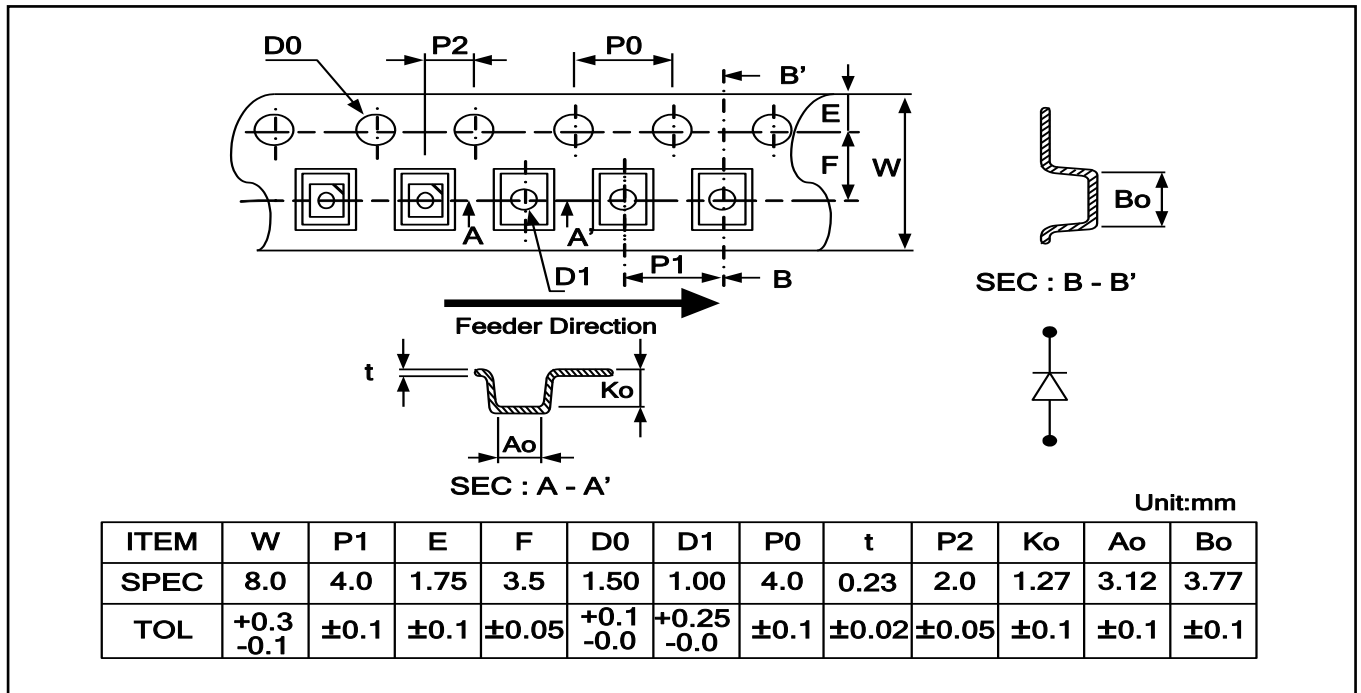 D0 P2 P0 B’
E
F W
A A’
D1 P1 B
Feeder Direction
Bo
SEC : B - B’
t
Ko
Ao
SEC : A - A’
Unit:mm
ITEM W P1 E F D0 D1 P0 t P2 Ko Ao Bo
SPEC 8.0 4.0 1.75 3.5 1.50 1.00 4.0 0.23 2.0 1.27 3.12 3.77
TOL +0.3 -0.1 ±0.1 ±0.1 ±0.05 +0.1 -0.0 +0.25 -0.0 ±0.1 ±0.02 ±0.05 ±0.1 ±0.1 ±0.1